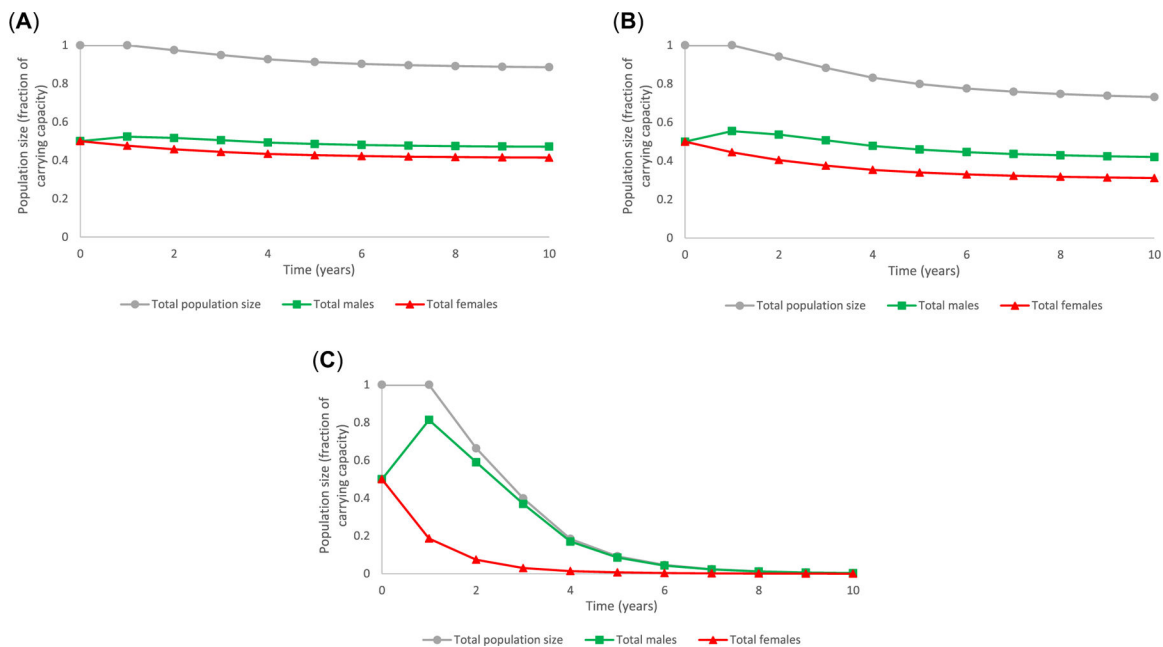 (A)
Population size (fraction of
carrying capacity)
1
0.8
0.6
0.4
0.2
0
0 2 4 6 8 10
Time (years)
Total population size Total males Total females
(B)
Population size (fraction of
carrying capacity)
1
0.8
0.6
0.4
0.2
0
0 2 4 6 8 10
Time (years)
Total population size Total males Total females
(C)
Population size (fraction of
carrying capacity)
1
0.8
0.6
0.4
0.2
0
0 2 4 6 8 10
Time (years)
Total population size Total males Total females